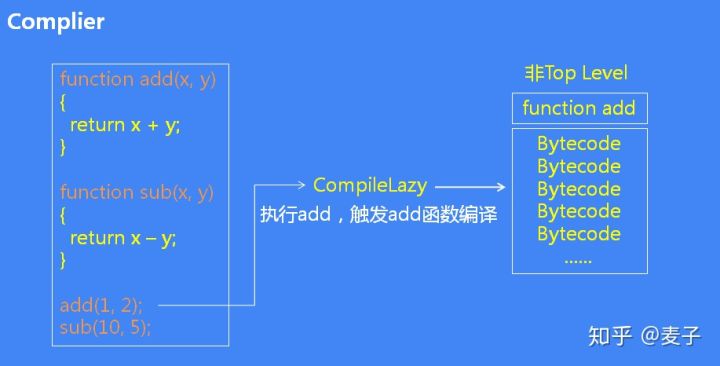 Complier
function add(x, y)
{
return x + y;
}
function sub(x, y)
{
return x – y;
}
add(1, 2);
sub(10, 5);
CompileLazy
执行add，触发add函数编译
非Top Level
function add
Bytecode
Bytecode
Bytecode
Bytecode
Bytecode
......
知乎 @麦子